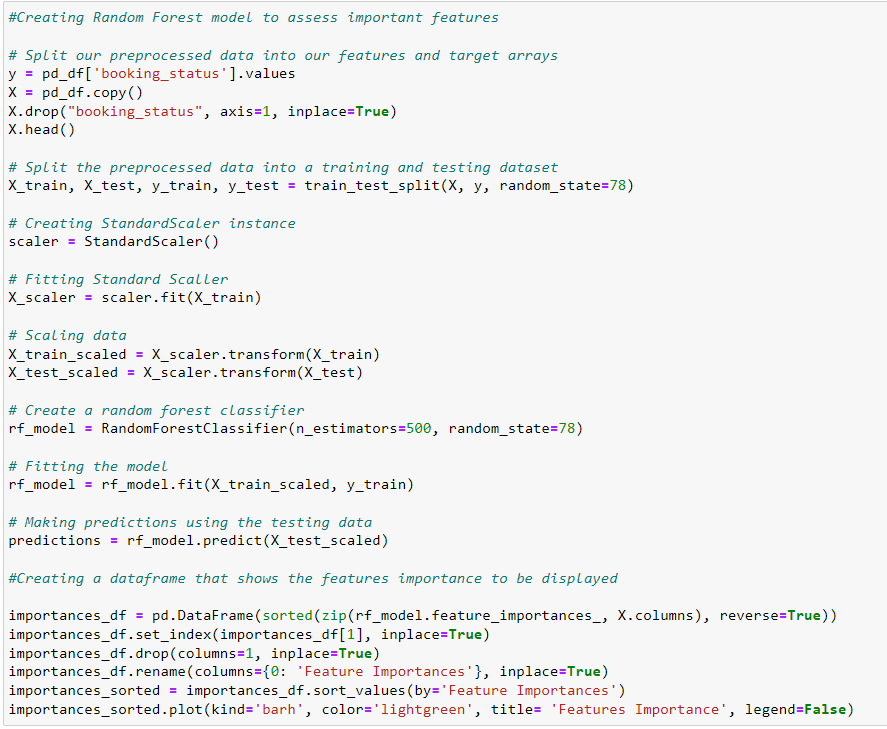 #Creating Random Forest model to assess important features
# Split our preprocessed data into our features and target arrays
y = pd_df['booking_status'].values
X = pd_df.copy()
X.drop("booking_status", axis=1, inplace=True)
X.head()
# Split the preprocessed data into a training and testing dataset
X_train, X_test, y_train, y_test = train_test_split(X, y, random_state=78)
# Creating StandardScaler instance
scaler = StandardScaler()
# Fitting Standard Scaller
X_scaler = scaler.fit(X_train)
# Scaling data
X_train_scaled = X_scaler.transform(X_train)
X_test_scaled = X_scaler.transform(X_test)
# Create a random forest classifier
rf_model = RandomForestClassifier(n_estimators=500, random_state=78)
# Fitting the model
rf_model = rf_model.fit(X_train_scaled, y_train)
# Making predictions using the testing data
predictions = rf_model.predict(X_test_scaled)
#Creating a dataframe that shows the features importance to be displayed
importances_df = pd.DataFrame(sorted(zip(rf_model.feature_importances_, X.columns), reverse=True))
importances_df.set_index(importances_df[1], inplace=True)
importances_df.drop(columns=1, inplace=True)
importances_df.rename(columns={0: 'Feature Importances'}, inplace=True)
importances_sorted = importances_df.sort_values(by='Feature Importances')
importances_sorted.plot(kind='barh', color='lightgreen', title= 'Features Importance', legend=False)